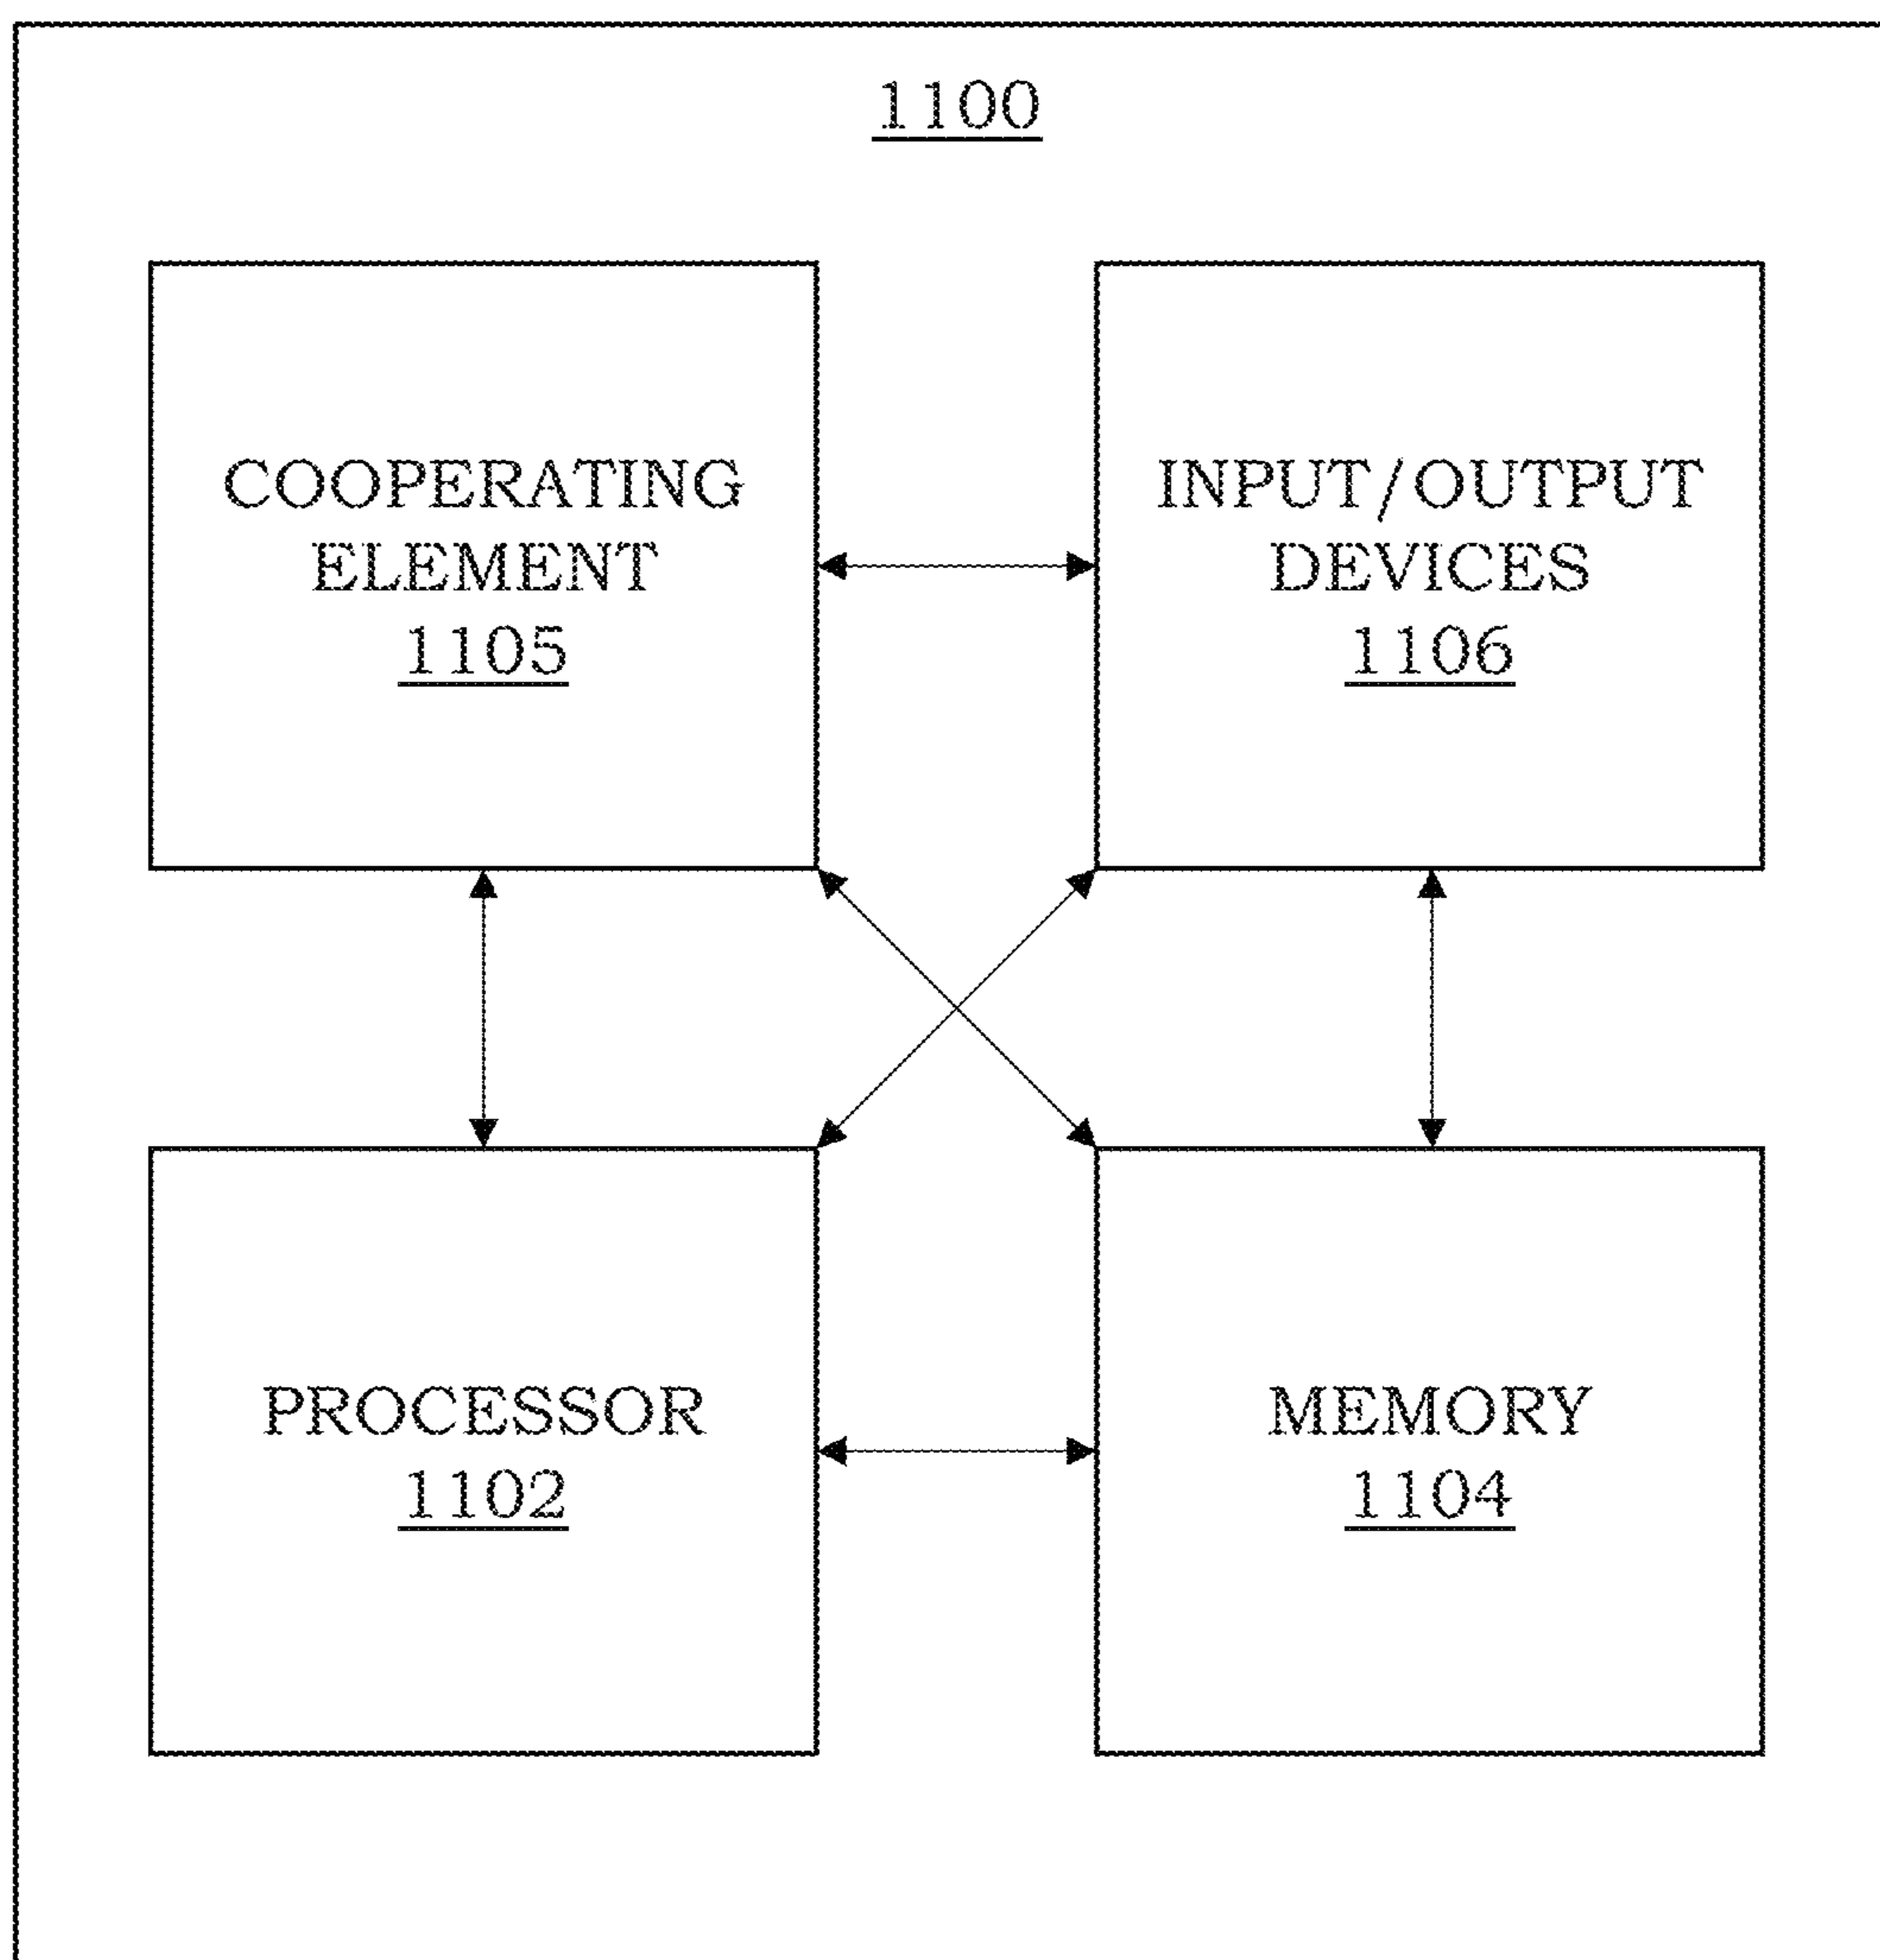 1100
COOPERATING
ELEMENT
1105
INPUT/OUTPUT
DEVICES
1106
PROCESSOR
1102
MEMORY
1104